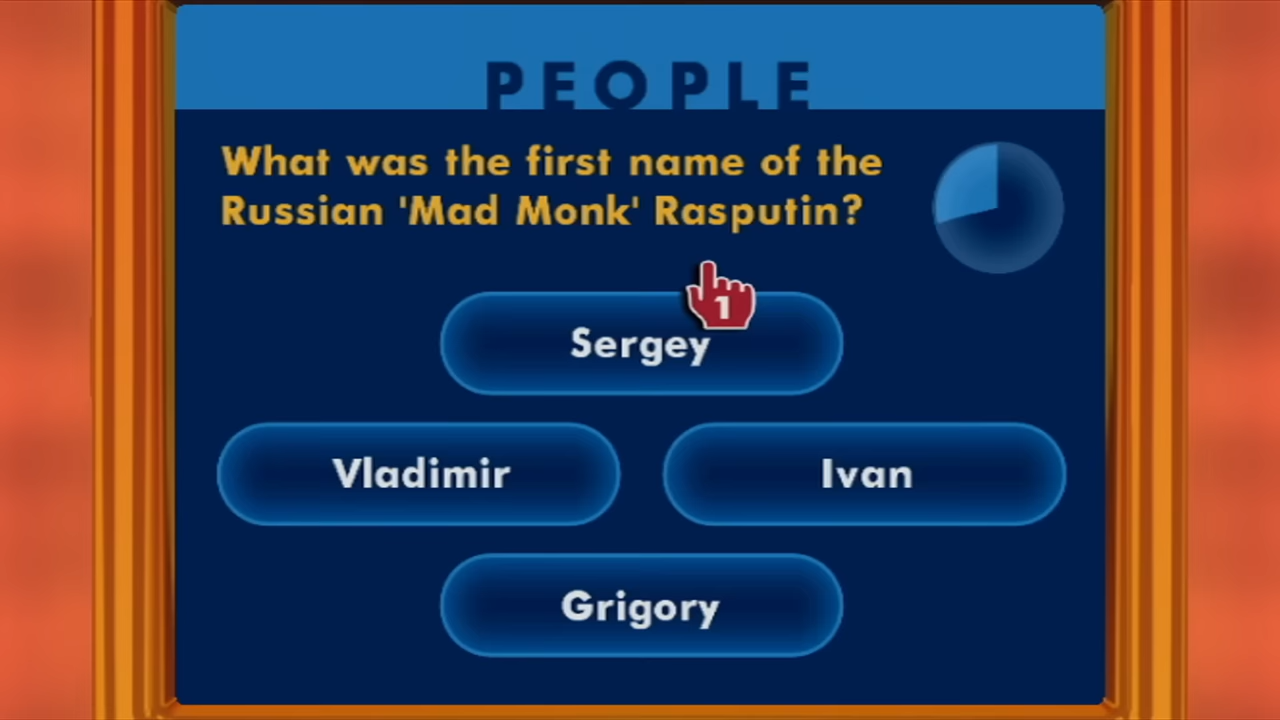 PEOPLE
What was the first name of the
Russian 'Mad Monk' Rasputin?
1
Sergey
Vladimir
Ivan
Grigory